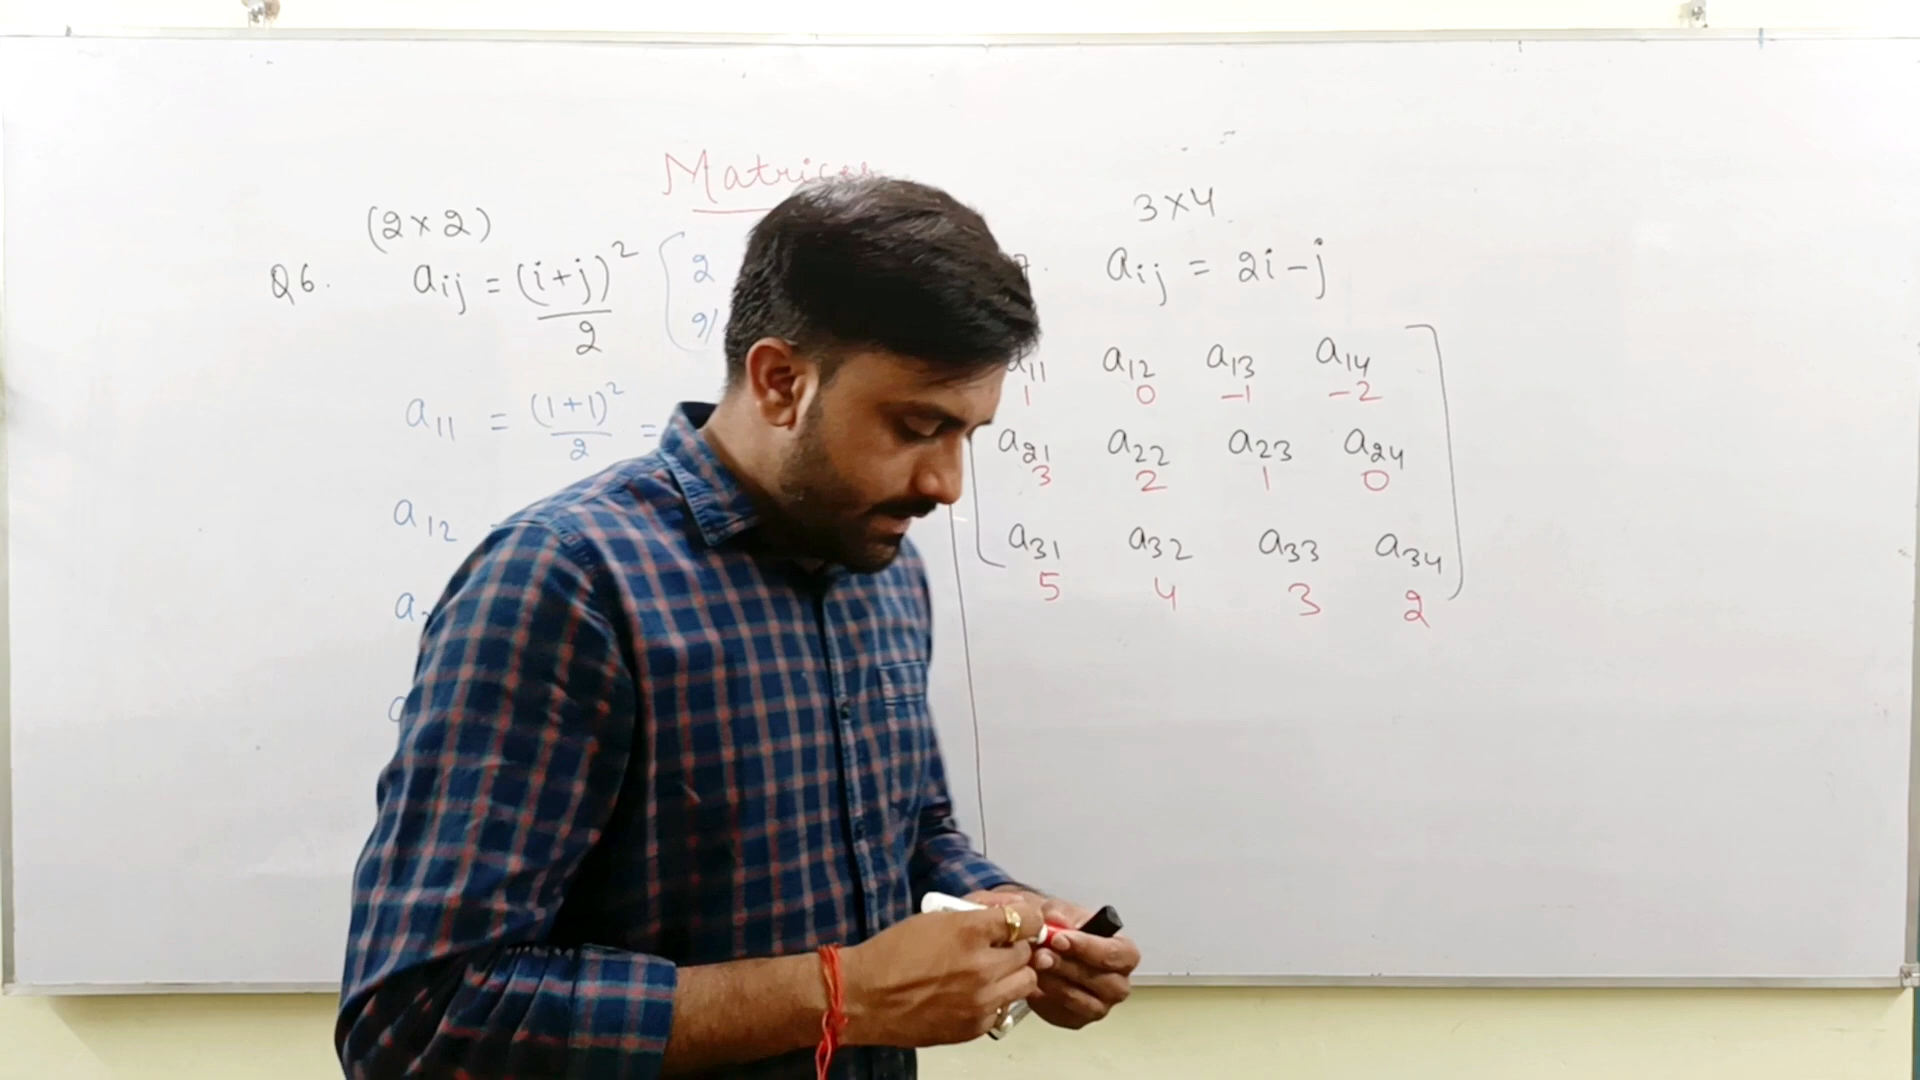 Matrices
(2 × 2)
Q6. aij = (i+j)²/2
2
9/
a11 = (1+1)²/2 =
a12
a
3×4
7. aij = 2i-j
a11 a12 a13 a14
1 0 -1 -2
a21 a22 a23 a24
3 2 1 0
a31 a32 a33 a34
5 4 3 2